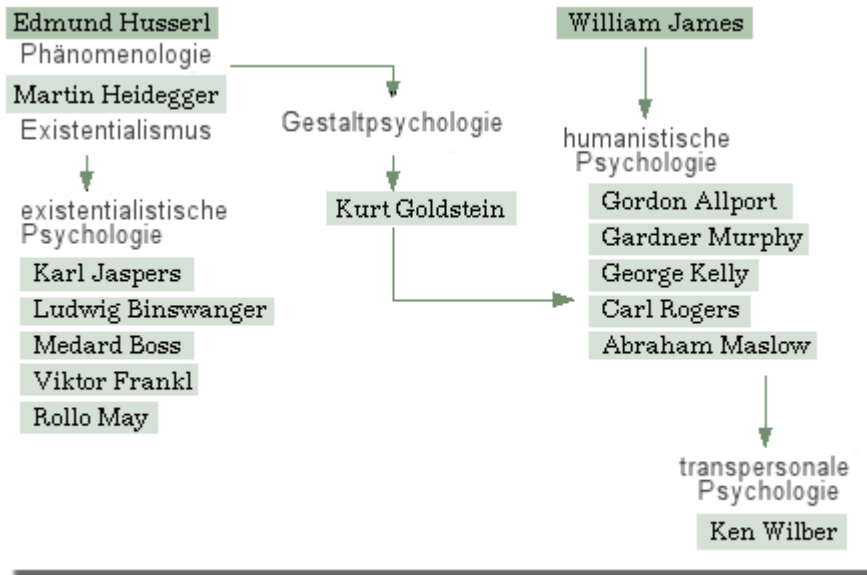 Edmund Husserl
Phänomenologie
Martin Heidegger
Existentialismus
existentialistische
Psychologie
Karl Jaspers
Ludwig Binswanger
Medard Boss
Viktor Frankl
Rollo May
Gestaltpsychologie
Kurt Goldstein
William James
humanistische
Psychologie
Gordon Allport
Gardner Murphy
George Kelly
Carl Rogers
Abraham Maslow
transpersonale
Psychologie
Ken Wilber